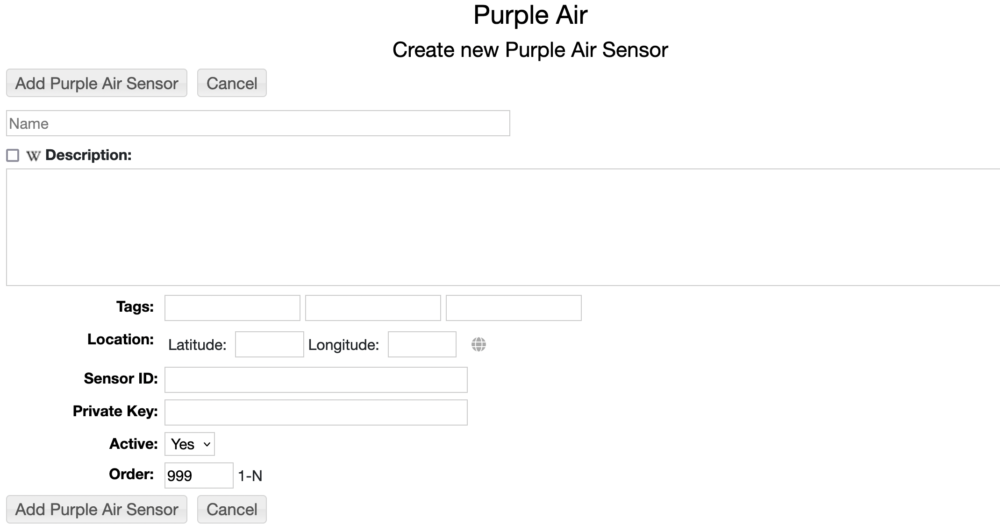 Purple Air
Create new Purple Air Sensor
Add Purple Air Sensor Cancel
Name
W Description:
Tags:
Location: Latitude: Longitude:
Sensor ID:
Private Key:
Active: Yes
Order: 999 1-N
Add Purple Air Sensor Cancel